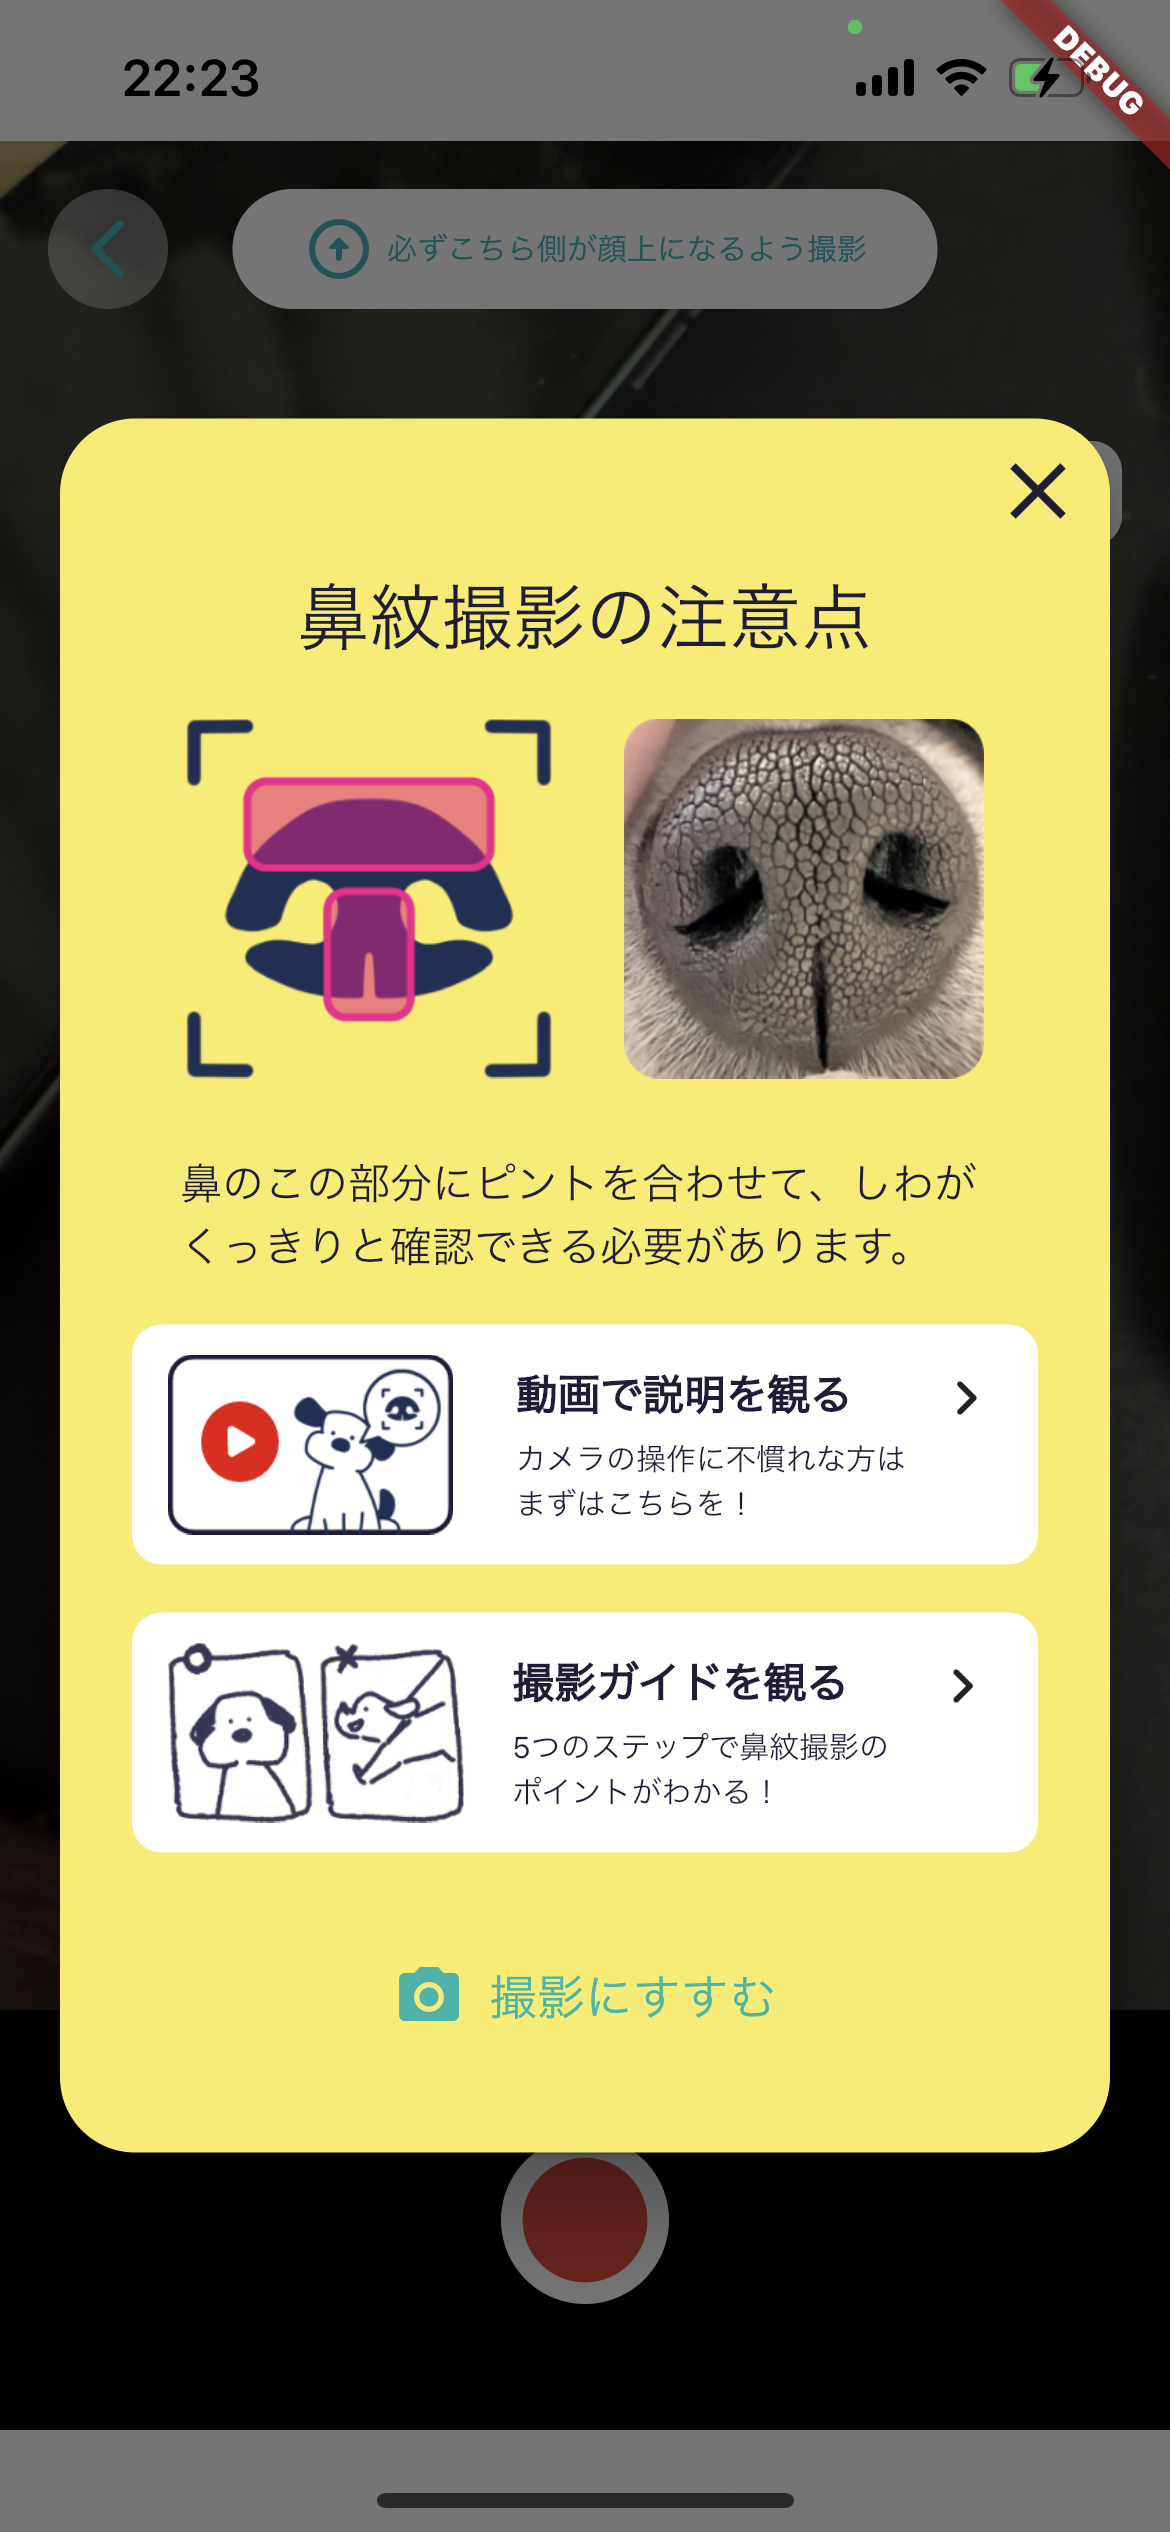 22:23
DEBUG
必ずこちら側が顔上になるよう撮影
鼻紋撮影の注意点
鼻のこの部分にピントを合わせて、しわが
くっきりと確認できる必要があります。
動画で説明を観る
カメラの操作に不慣れな方は
まずはこちらを！
撮影ガイドを観る
5つのステップで鼻紋撮影の
ポイントがわかる！
撮影にすすむ